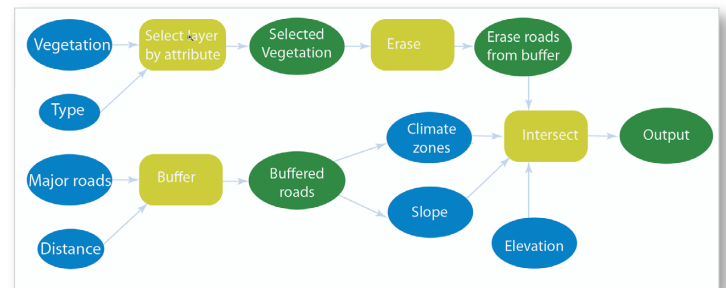 Vegetation
Select layer
by attribute
Selected
Vegetation
Erase
Erase roads
from buffer
Type
Climate
zones
Intersect
Output
Major roads
Buffer
Buffered
roads
Slope
Distance
Elevation